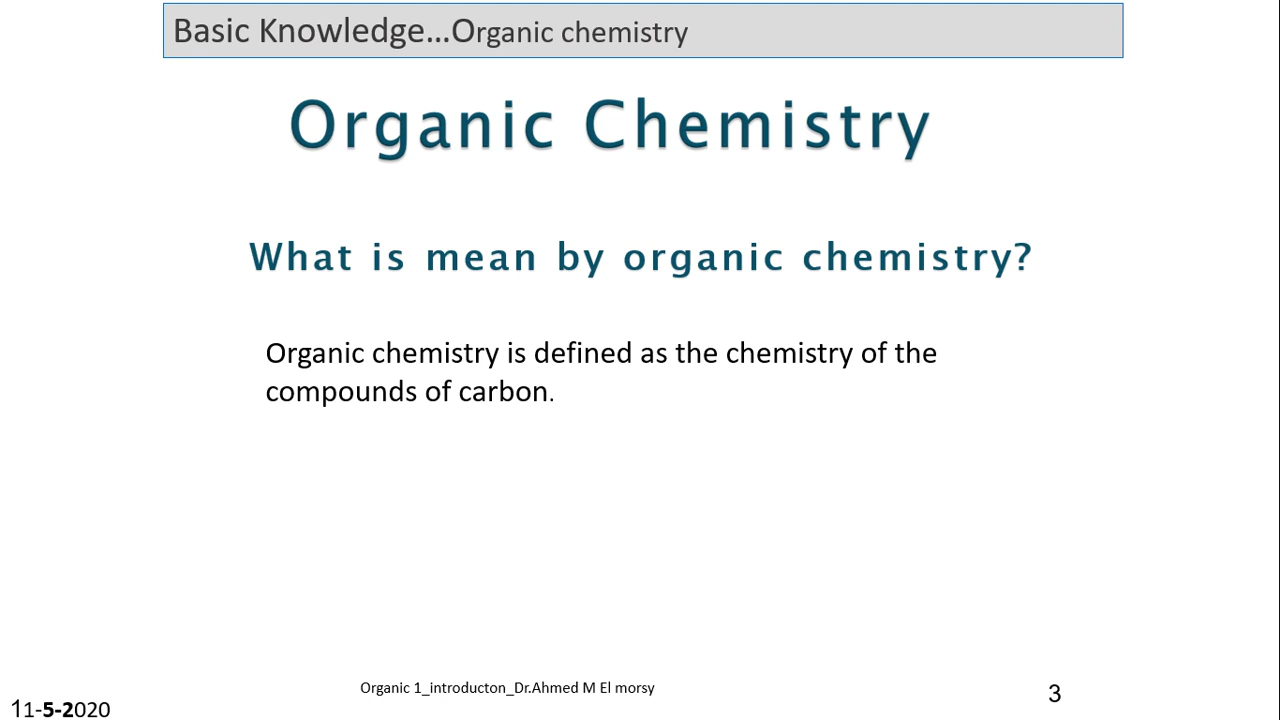 Basic Knowledge...Organic chemistry
Organic Chemistry
What is mean by organic chemistry?
Organic chemistry is defined as the chemistry of the
compounds of carbon.
Organic 1_introducton_Dr.Ahmed M El morsy
3
11-5-2020